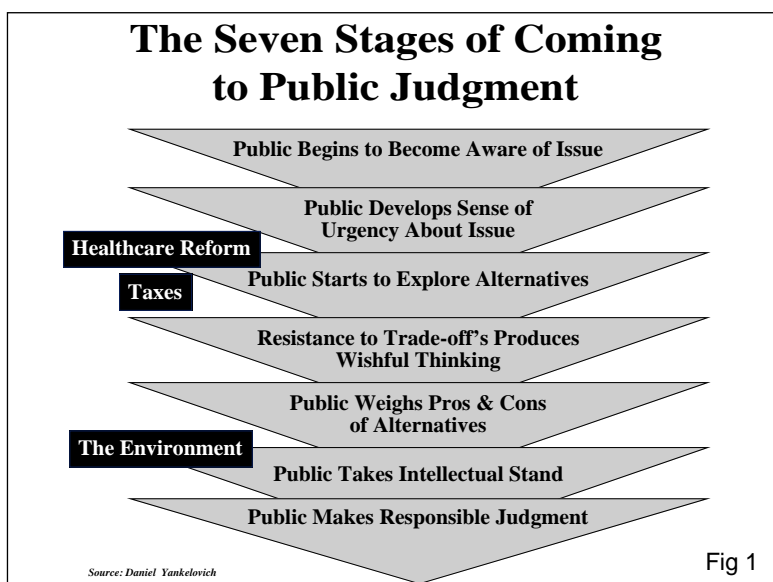 The Seven Stages of Coming
to Public Judgment
Public Begins to Become Aware of Issue
Public Develops Sense of
Urgency About Issue
Healthcare Reform
Taxes
Public Starts to Explore Alternatives
Resistance to Trade-off's Produces
Wishful Thinking
Public Weighs Pros & Cons
of Alternatives
The Environment
Public Takes Intellectual Stand
Public Makes Responsible Judgment
Source: Daniel Yankelovich
Fig 1